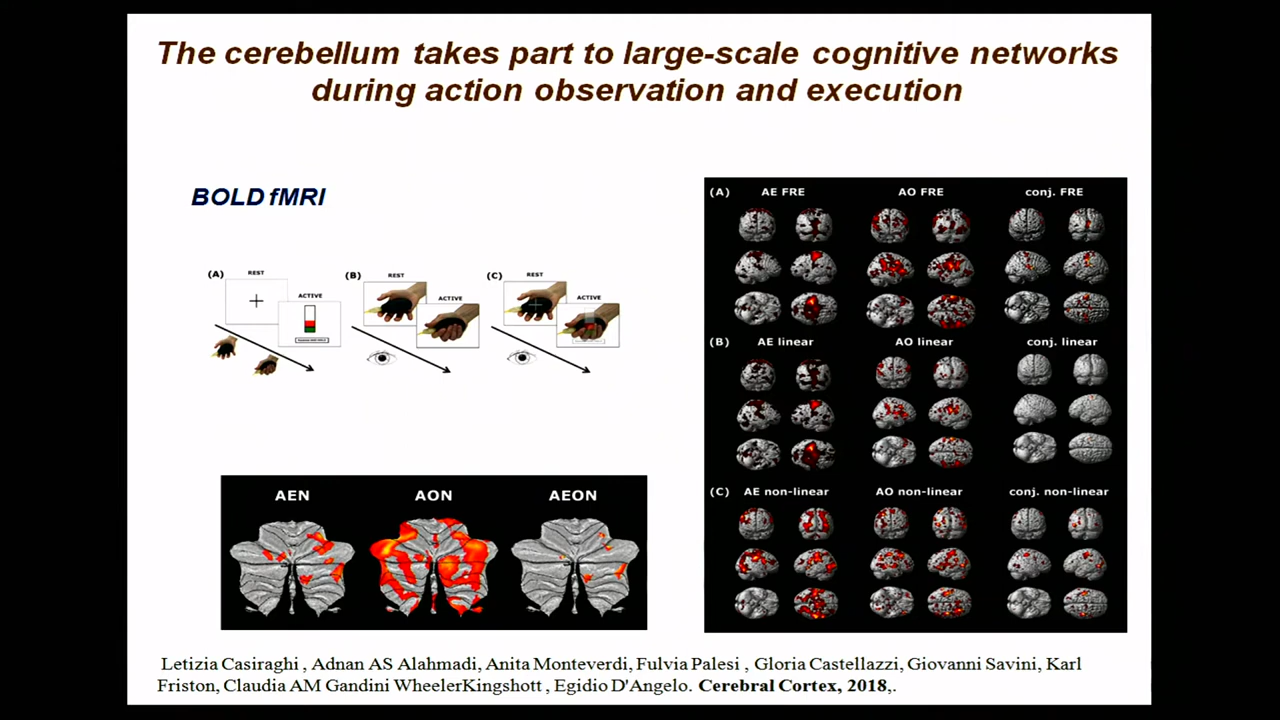 The cerebellum takes part to large-scale cognitive networks
during action observation and execution
BOLD fMRI
(A)
REST
ACTIVE
(B)
REST
ACTIVE
(C)
REST
ACTIVE
AEN
AON
AEON
(A)
AE FRE
AO FRE
conj. FRE
(B)
AE linear
AO linear
conj. linear
(C)
AE non-linear
AO non-linear
conj. non-linear
Letizia Casiraghi , Adnan AS Alahmadi, Anita Monteverdi, Fulvia Palesi , Gloria Castellazzi, Giovanni Savini, Karl
Friston, Claudia AM Gandini WheelerKingshott , Egidio D'Angelo. Cerebral Cortex, 2018,.